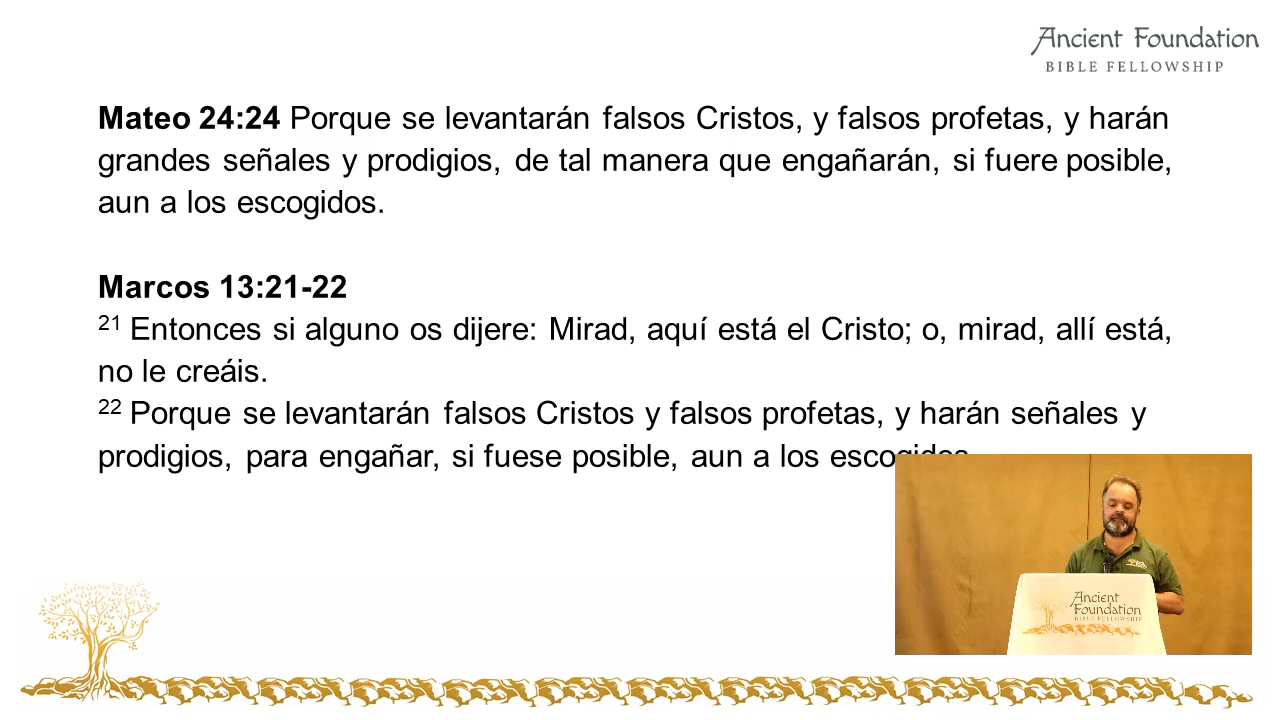 Ancient Foundation
BIBLE FELLOWSHIP
Mateo 24:24 Porque se levantarán falsos Cristos, y falsos profetas, y harán
grandes señales y prodigios, de tal manera que engañarán, si fuere posible,
aun a los escogidos.
Marcos 13:21-22
21 Entonces si alguno os dijere: Mirad, aquí está el Cristo; o, mirad, allí está,
no le creáis.
22 Porque se levantarán falsos Cristos y falsos profetas, y harán señales y
prodigios, para engañar, si fuese posible, aun a los escogidos
Ancient
Foundation
BIBLE FELLOWSHIP